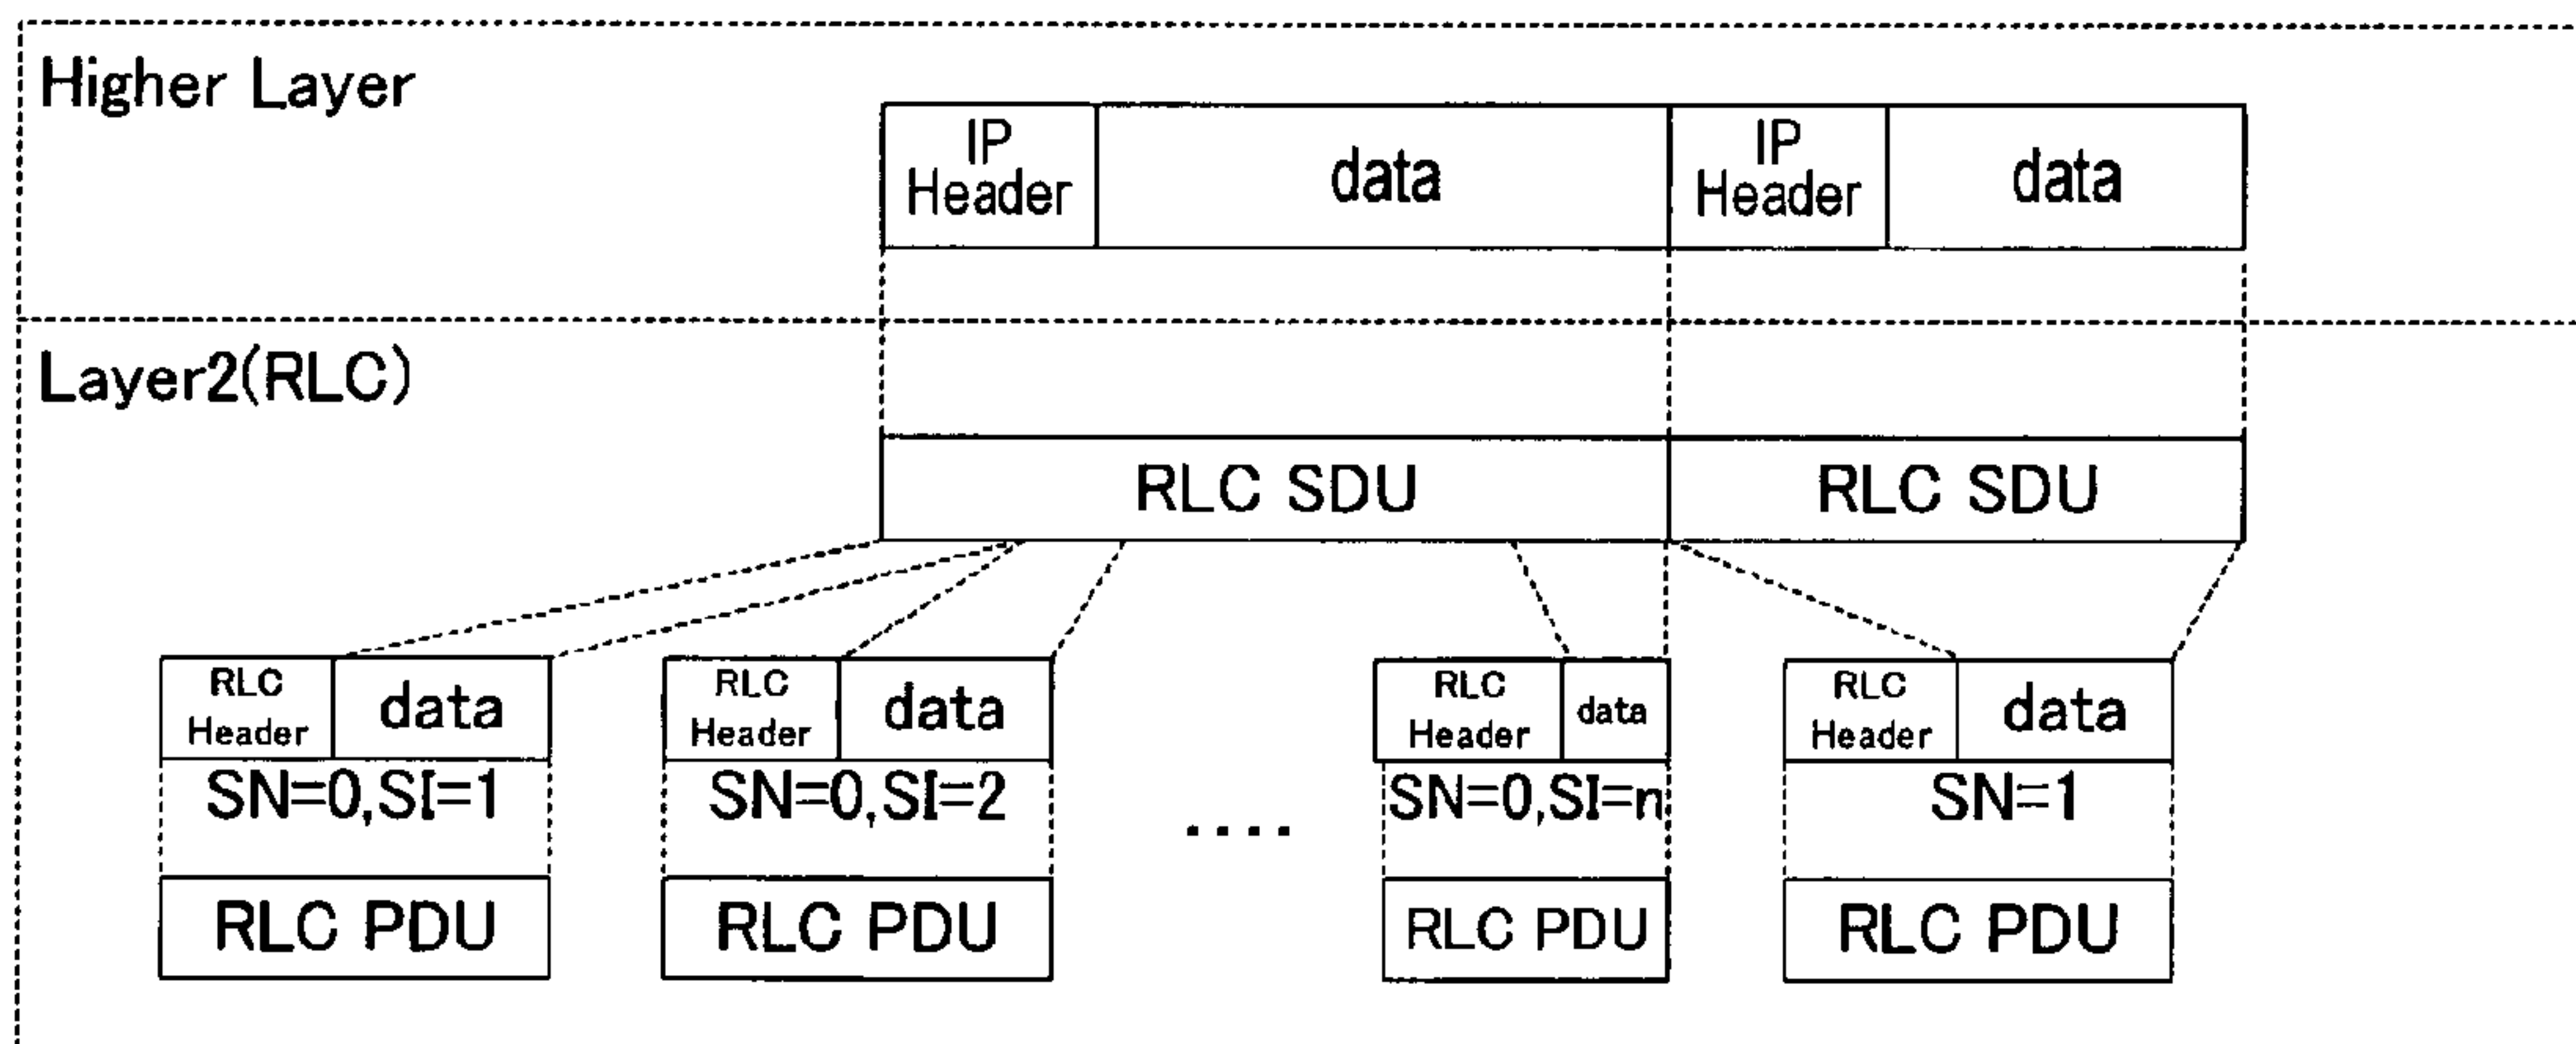 Higher Layer
IP
Header
data
IP
Header
data
Layer2(RLC)
RLC SDU
RLC SDU
RLC
Header
data
RLC
Header
data
RLC
Header
data
RLC
Header
data
SN=0,SI=1
SN=0,SI=2
....
SN=0,SI=n
SN=1
RLC PDU
RLC PDU
RLC PDU
RLC PDU